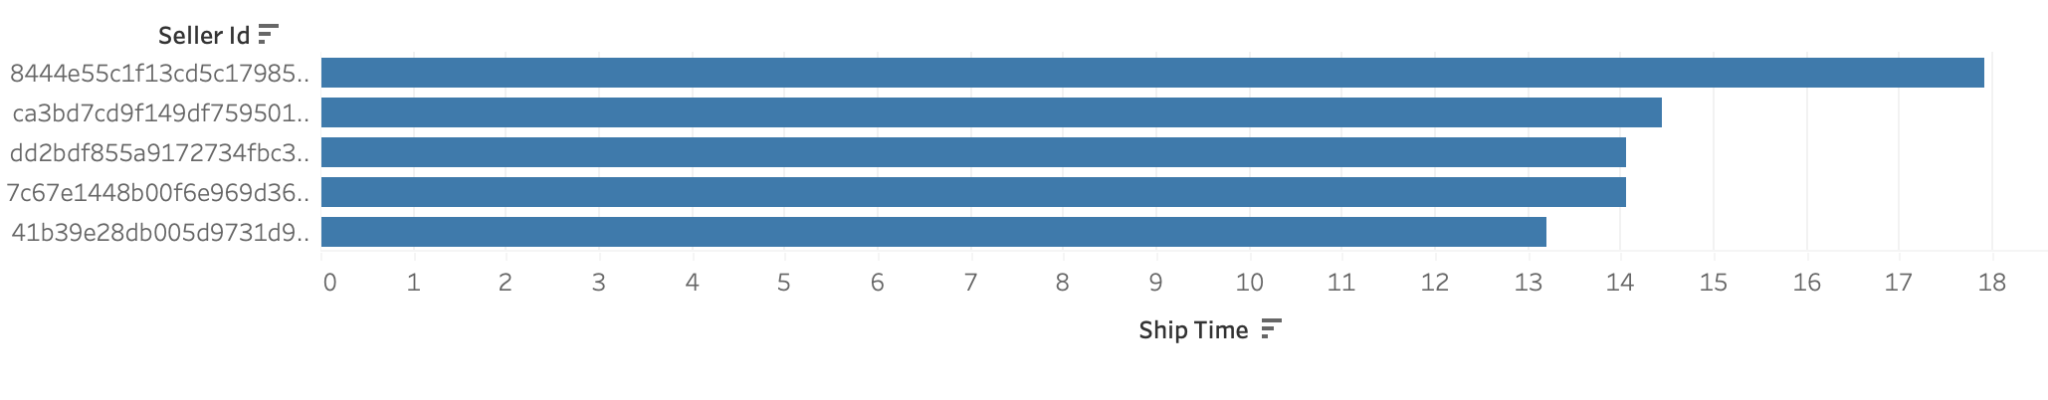 Seller Id
8444e55c1f13cd5c17985..
ca3bd7cd9f149df759501..
dd2bdf855a9172734fbc3..
7c67e1448b00f6e969d36..
41b39e28db005d9731d9..
0 1 2 3 4 5 6 7 8 9 10 11 12 13 14 15 16 17 18
Ship Time